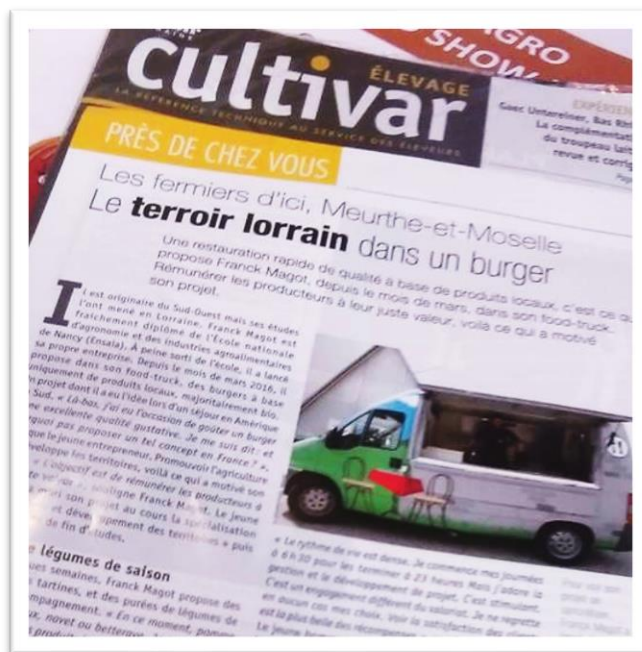 AGRO
SHOW
cultivar
ÉLEVAGE
LA RÉFÉRENCE TECHNIQUE AU SERVICE DES ÉLEVEURS
Gaec Untereiner, Bas Rhin
La complémentati
du troupeau lait
revue et corrig
PRÈS DE CHEZ VOUS
Les fermiers d'ici, Meurthe-et-Moselle
Le terroir lorrain dans un burger
Une restauration rapide de qualité à base de produits locaux, c'est ce qu
propose Franck Magot, depuis le mois de mars, dans son food-truck.
Rémunérer les producteurs à leur juste valeur, voilà ce qui a motivé
son projet.
Il est originaire du Sud-Ouest mais ses études
l'ont mené en Lorraine. Franck Magot est
fraîchement diplômé de l'École nationale
d'agronomie et des industries agroalimentaires
de Nancy (Ensaia). À peine sorti de l'école, il a lancé
sa propre entreprise. Depuis le mois de mars 2016, il
propose dans son food-truck, des burgers à base
uniquement de produits locaux, majoritairement bio.
n projet dont il a eu l'idée lors d'un séjour en Amérique
Sud. « Là-bas, j'ai eu l'occasion de goûter un burger
ne excellente qualité gustative. Je me suis dit : et
rquoi pas proposer un tel concept en France ? »,
que le jeune entrepreneur. Promouvoir l'agriculture
veloppe les territoires, voilà ce qui a motivé son
« L'objectif est de rémunérer les producteurs à
ligne Franck Magot. Le jeune
son projet au cours la spécialisation
et développement des territoires » puis
de fin d'études.
légumes de saison
ues semaines, Franck Magot propose des
tartines, et des purées de légumes de
mpagnement. « En ce moment, pomme
x, navet ou betterave.
« Le rythme de vie est dense. Je commence mes journées
à 6 h 30 pour les terminer à 23 heures. Mais j'adore la
gestion et le développement de projet. C'est stimulant.
C'est un engagement différent du salariat. Je ne regrette
en aucun cas mes choix. Voir la satisfaction des clients
est la plus belle des récompenses
Le jeune